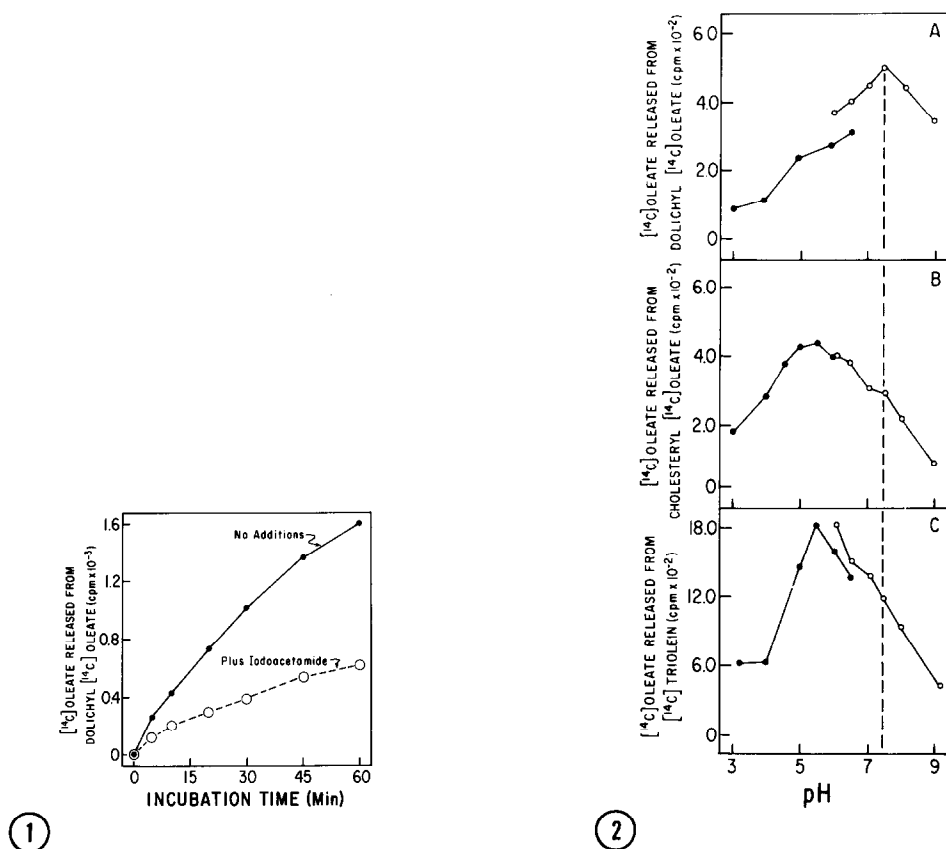 [14C] OLEATE RELEASED FROM
DOLICHYL [14C] OLEATE (cpm x 10-3)
1.6
1.2
0.8
0.4
0
No Additions
Plus Iodoacetamide
0 15 30 45 60
INCUBATION TIME (Min)
1
A
[14C] OLEATE RELEASED FROM
DOLICHYL [14C] OLEATE (cpm x 10-2)
6.0
4.0
2.0
0
B
[14C] OLEATE RELEASED FROM
CHOLESTERYL [14C] OLEATE (cpm x 10-2)
6.0
4.0
2.0
0
C
[14C] OLEATE RELEASED FROM
[14C] TRIOLEIN (cpm x 10-2)
18.0
12.0
6.0
0
3 5 7 9
pH
2